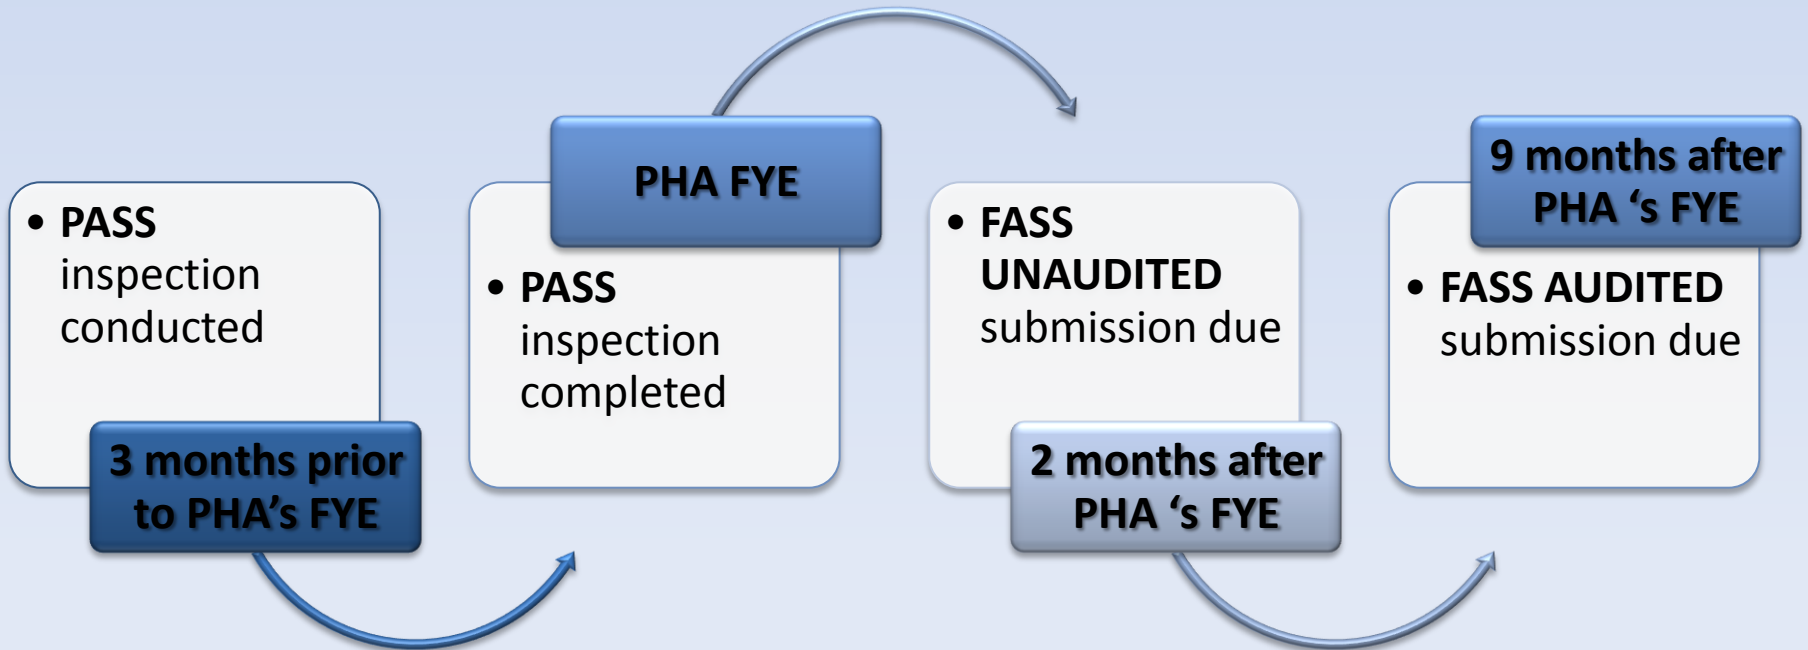 • PASS
inspection
conducted
3 months prior
to PHA’s FYE
PHA FYE
• PASS
inspection
completed
• FASS
UNAUDITED
submission due
2 months after
PHA ‘s FYE
9 months after
PHA ‘s FYE
• FASS AUDITED
submission due